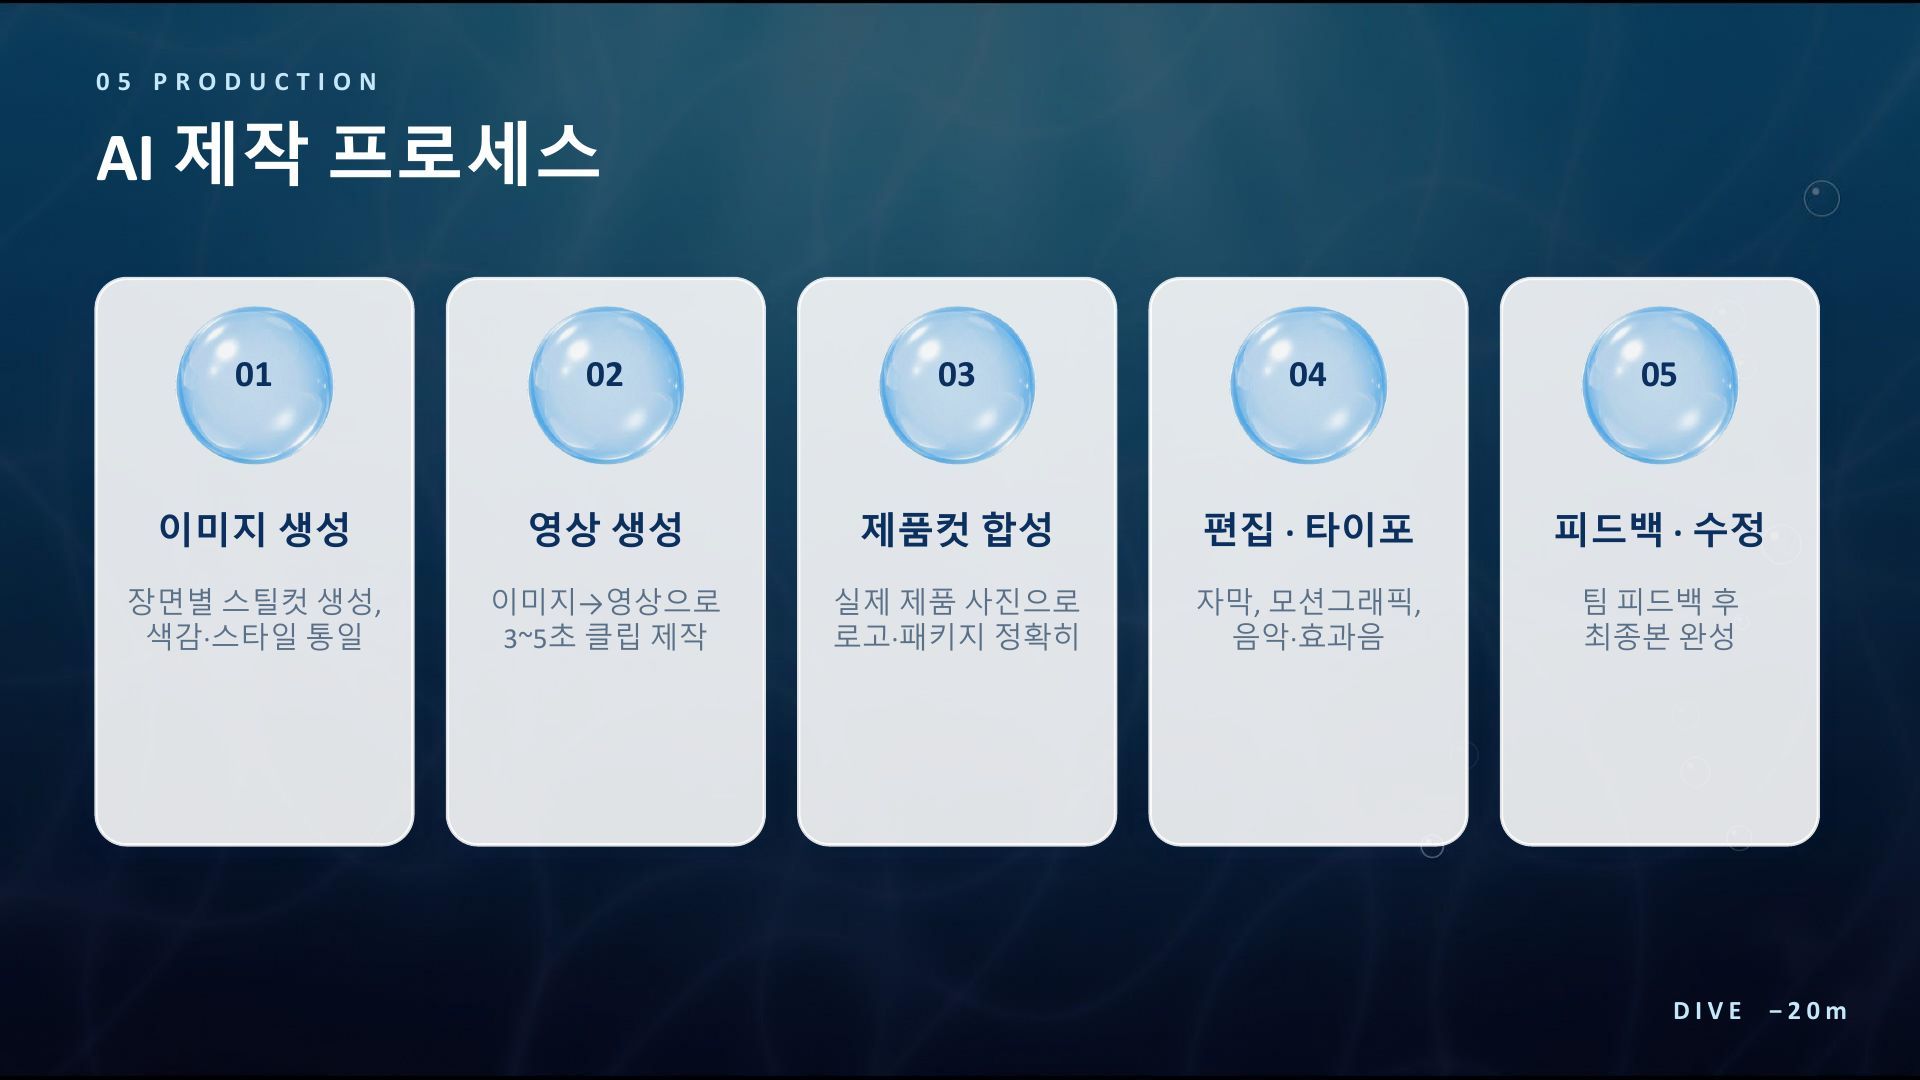 05 PRODUCTION
AI 제작 프로세스
01
이미지 생성
장면별 스틸컷 생성,
색감·스타일 통일
02
영상 생성
이미지→영상으로
3~5초 클립 제작
03
제품컷 합성
실제 제품 사진으로
로고·패키지 정확히
04
편집 · 타이포
자막, 모션그래픽,
음악·효과음
05
피드백 · 수정
팀 피드백 후
최종본 완성
DIVE −20m